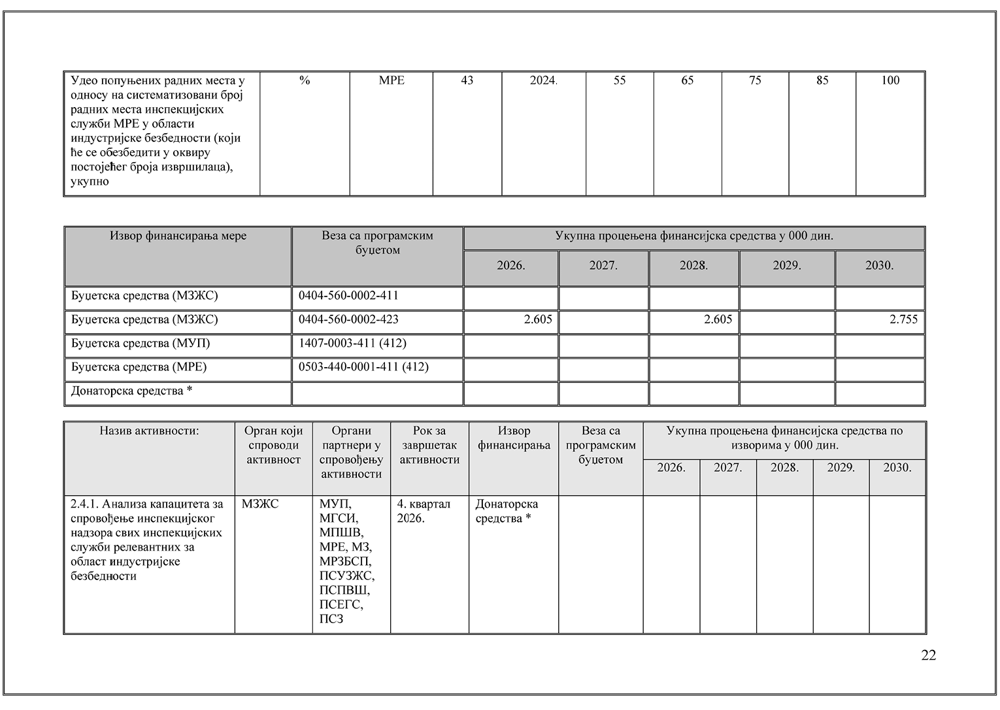 Удео попуњених радних места у
односу на систематизовани број
радних места инспекцијских
служби МРЕ у области
индустријске безбедности (који
ће се обезбедити у оквиру
постојећег броја извршилаца),
укупно
% МРЕ 43 2024. 55 65 75 85 100
Извор финансирања мере
Веза са програмским
буџетом
Укупна процењена финансијска средства у 000 дин.
2026. 2027. 2028. 2029. 2030.
Буџетска средства (МЗЖС) 0404-560-0002-411
Буџетска средства (МЗЖС) 0404-560-0002-423 2.605 2.605 2.755
Буџетска средства (МУП) 1407-0003-411 (412)
Буџетска средства (МРЕ) 0503-440-0001-411 (412)
Донаторска средства *
Назив активности:
Орган који
спроводи
активност
Органи
партнери у
спровођењу
активности
Рок за
завршетак
активности
Извор
финансирања
Веза са
програмским
буџетом
Укупна процењена финансијска средства по
изворима у 000 дин.
2026. 2027. 2028. 2029. 2030.
2.4.1. Анализа капацитета за
спровођење инспекцијског
надзора свих инспекцијских
служби релевантних за
област индустријске
безбедности
МЗЖС
МУП,
МГСИ,
МПШВ,
МРЕ, МЗ,
МРЗБСП,
ПСУЗЖС,
ПСПВШ,
ПСЕГС,
ПСЗ
4. квартал
2026.
Донаторска
средства *
22